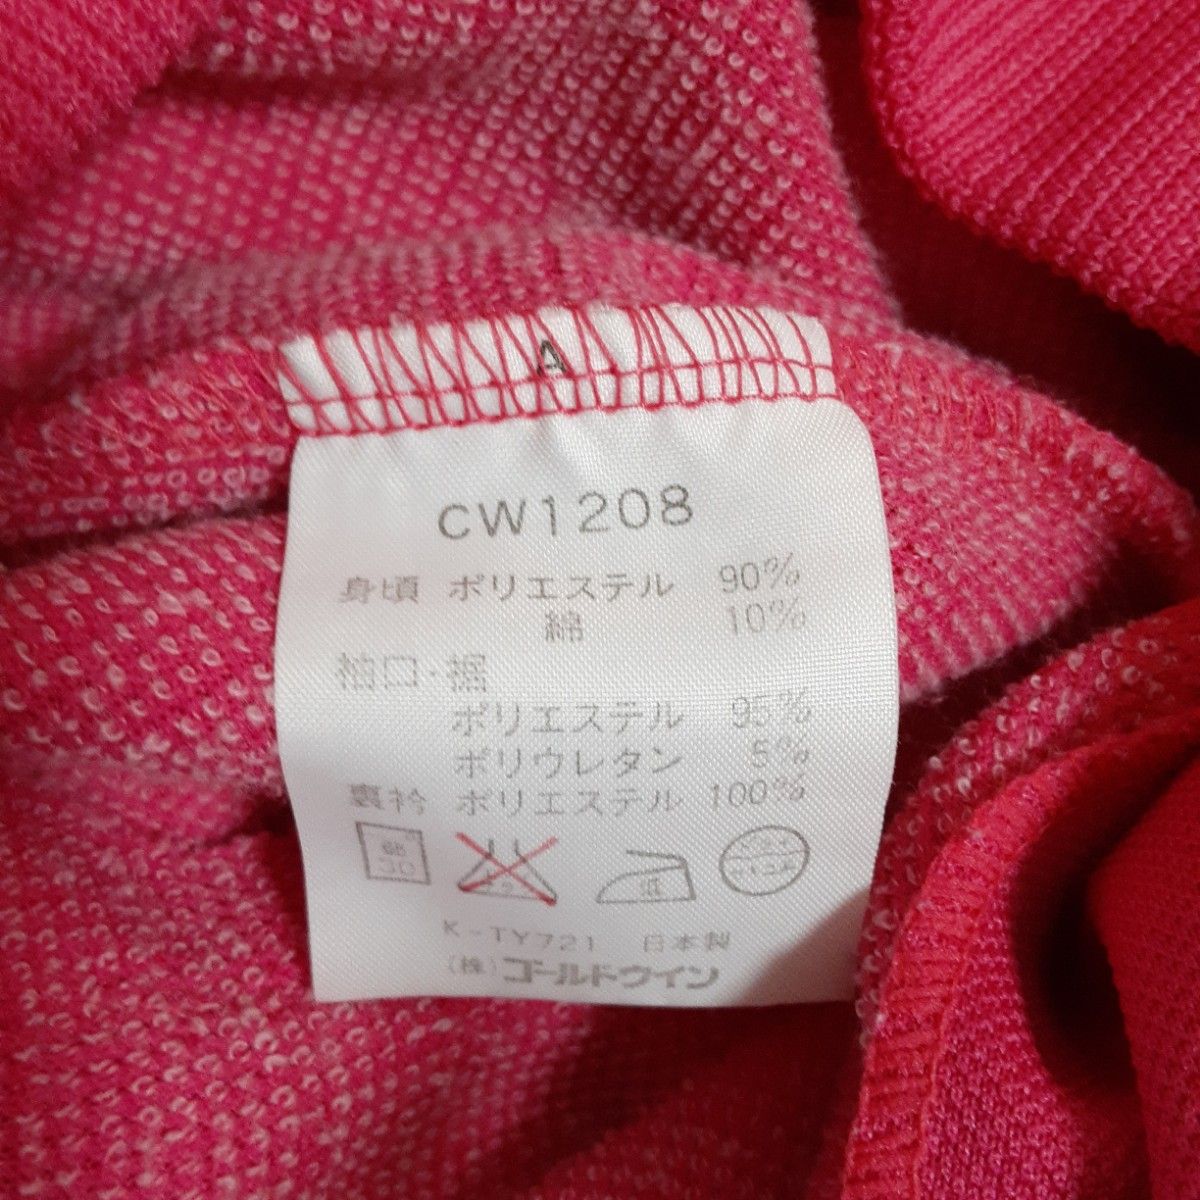 A
CW1208
身頃 ポリエステル 90%
綿 10%
袖口・裾
ポリエステル 95%
ポリウレタン 5%
裏衿 ポリエステル 100%
30
低
K-TY721 日本製
(株)ゴールドウイン